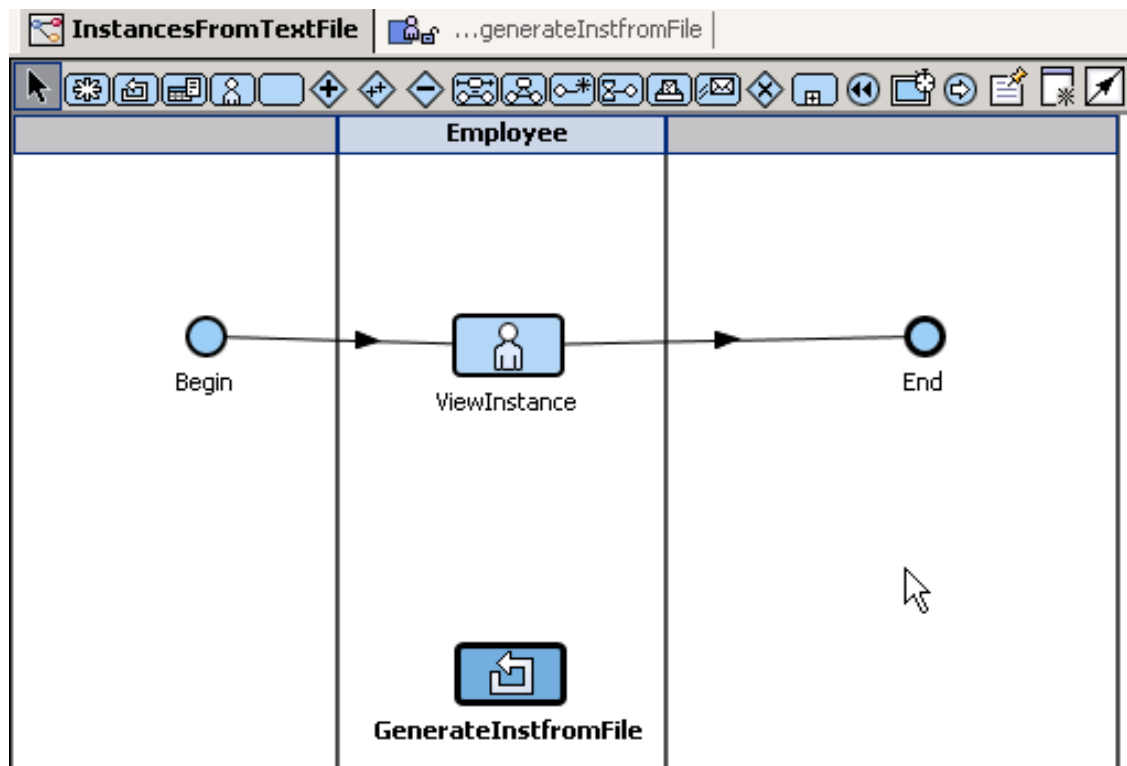 InstancesFromTextFile ...generateInstfromFile
Employee
Begin
ViewInstance
End
GenerateInstfromFile